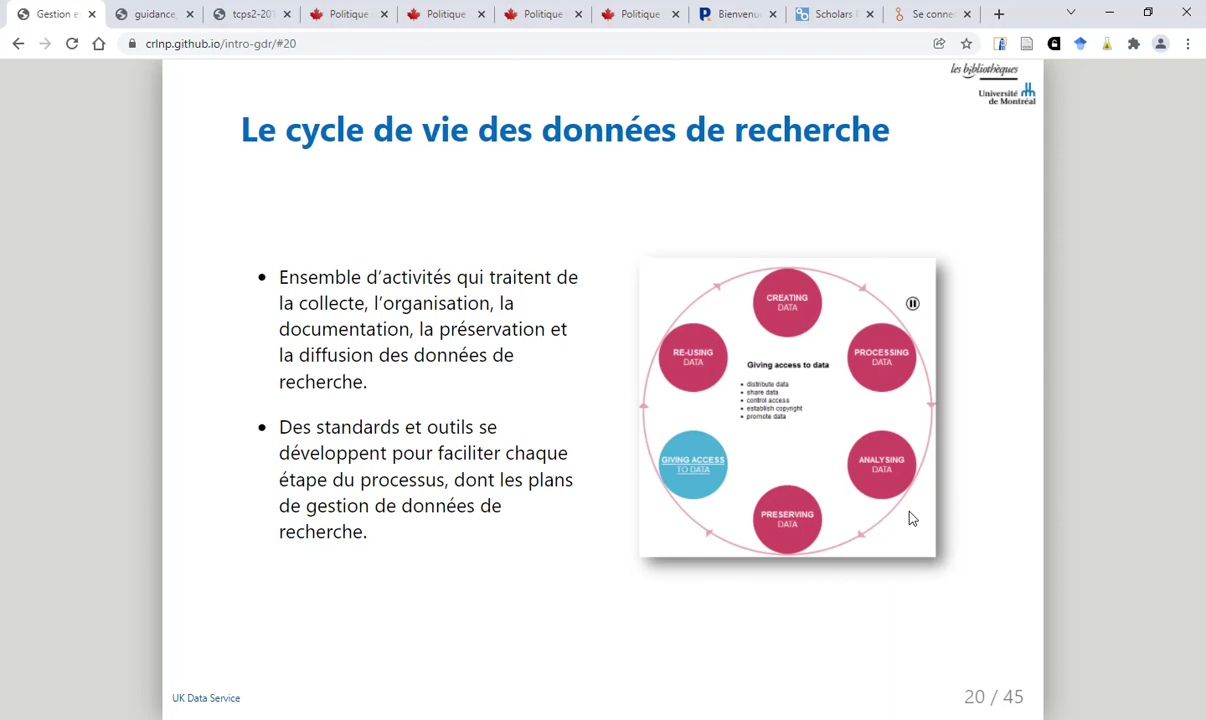 Gestion e
guidance
tcps2-201
Politique
Politique
Politique
Politique
Bienvenu
Scholars
Se conne
crlnp.github.io/intro-gdr/#20
les bibliothèques
Université
de Montréal
Le cycle de vie des données de recherche
Ensemble d'activités qui traitent de
la collecte, l'organisation, la
documentation, la préservation et
la diffusion des données de
recherche.
Des standards et outils se
développent pour faciliter chaque
étape du processus, dont les plans
de gestion de données de
recherche.
CREATING
DATA
PROCESSING
DATA
ANALYSING
DATA
PRESERVING
DATA
GIVING ACCESS
TO DATA
RE-USING
DATA
Giving access to data
distribute data
share data
control access
establish copyright
promote data
UK Data Service
20 / 45